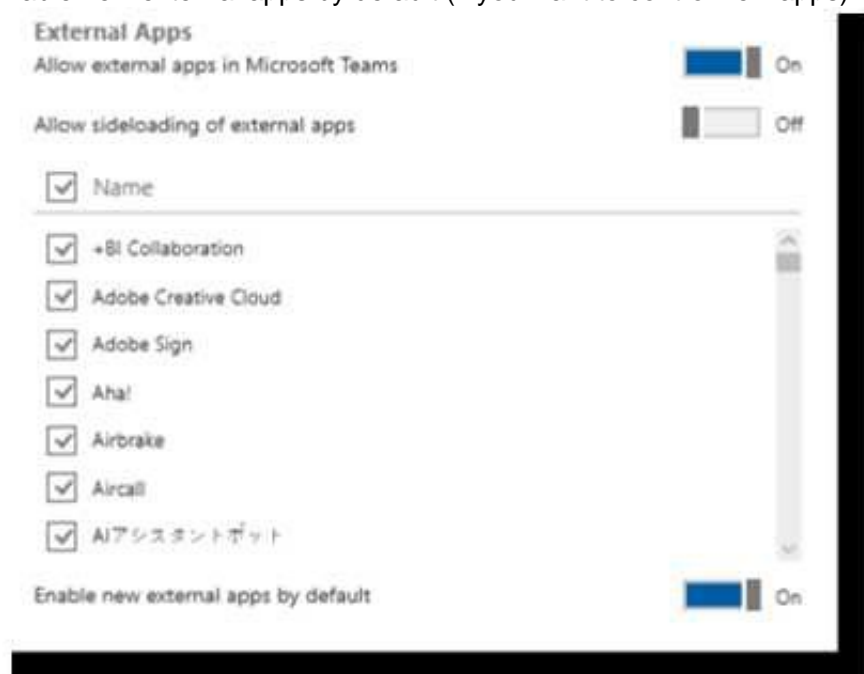 External Apps
Allow external apps in Microsoft Teams On
Allow sideloading of external apps Off
Name
+BI Collaboration
Adobe Creative Cloud
Adobe Sign
Aha!
Airbrake
Aircall
AIアシスタントボット
Enable new external apps by default On